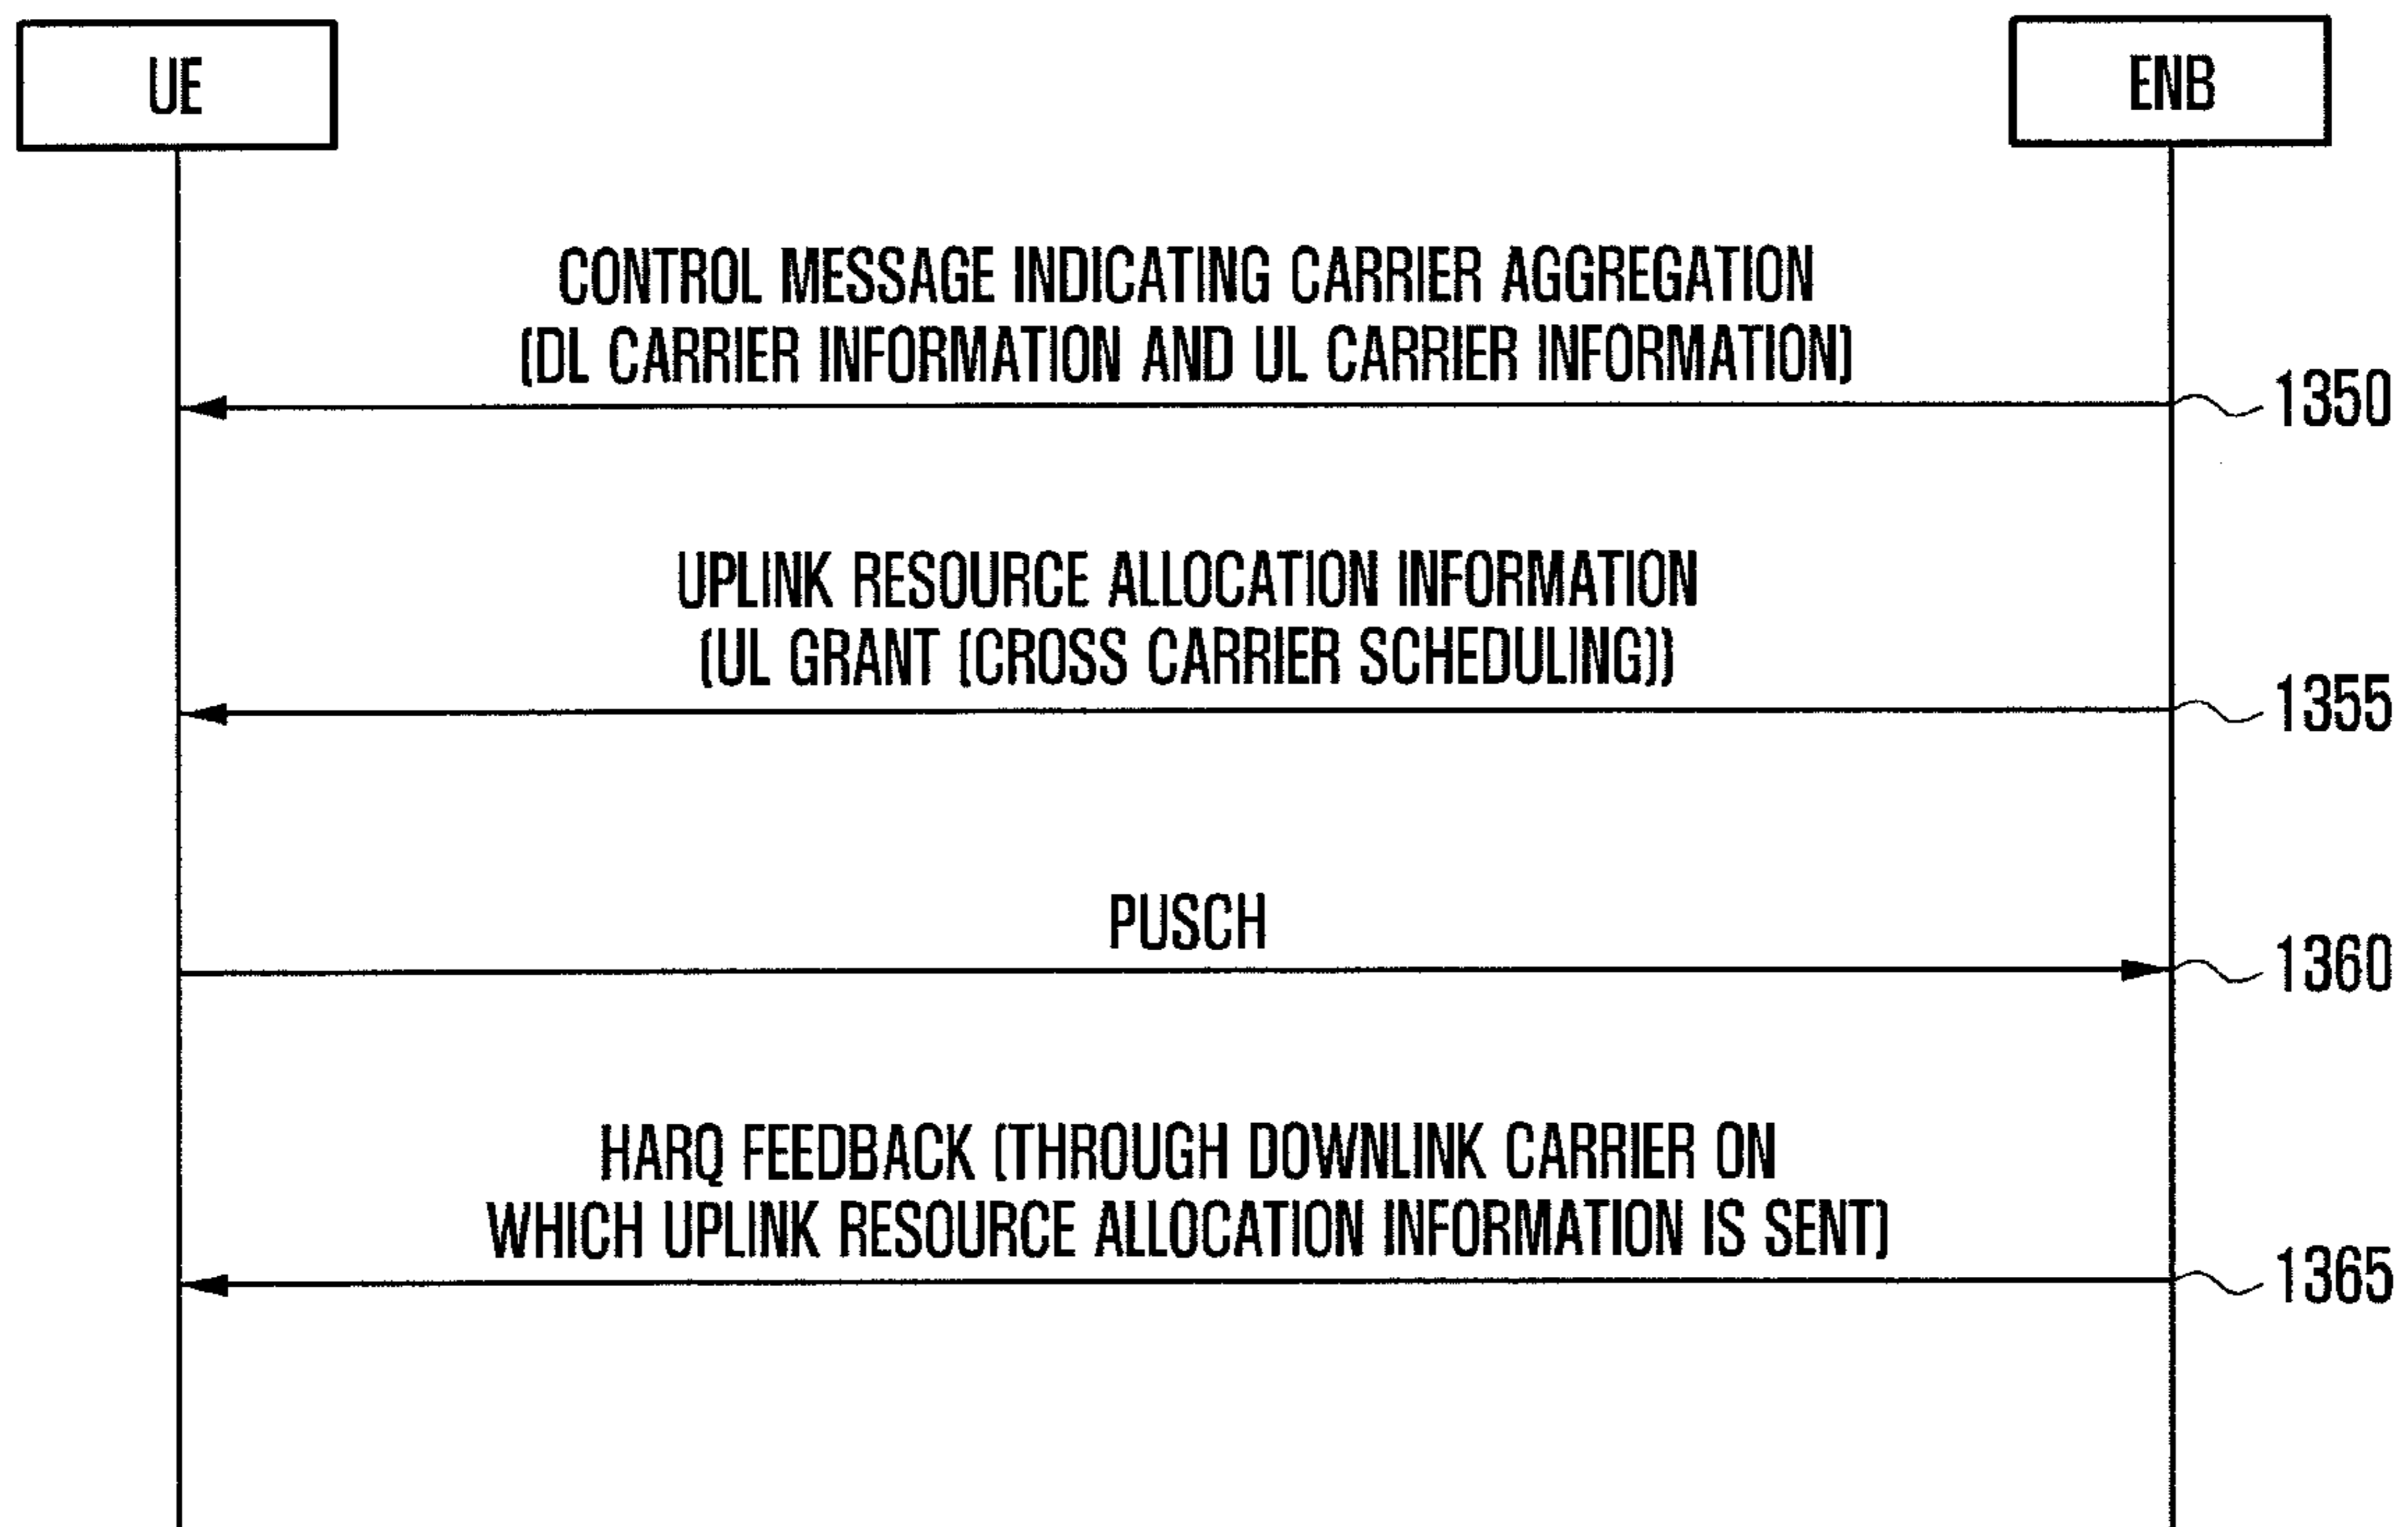 UE
ENB
CONTROL MESSAGE INDICATING CARRIER AGGREGATION
(DL CARRIER INFORMATION AND UL CARRIER INFORMATION)
1350
UPLINK RESOURCE ALLOCATION INFORMATION
(UL GRANT (CROSS CARRIER SCHEDULING))
1355
PUSCH
1360
HARQ FEEDBACK (THROUGH DOWNLINK CARRIER ON
WHICH UPLINK RESOURCE ALLOCATION INFORMATION IS SENT)
1365